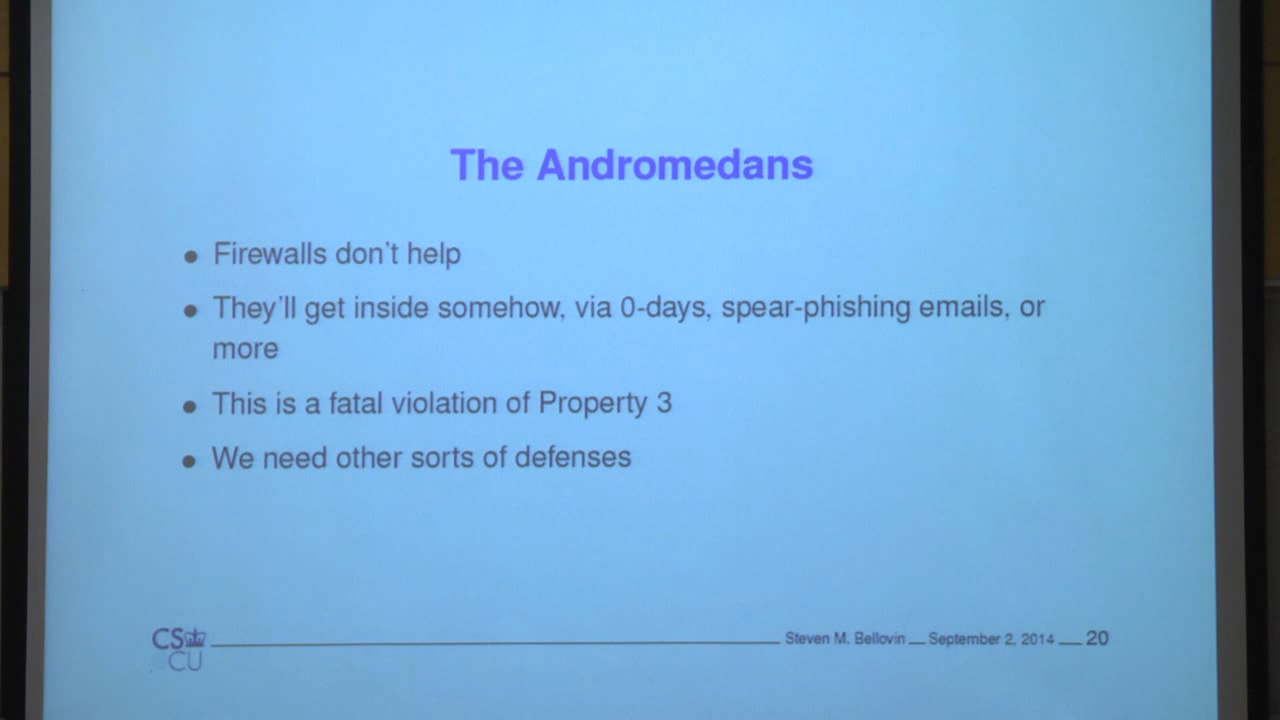 The Andromedans
• Firewalls don't help
• They'll get inside somehow, via 0-days, spear-phishing emails, or
more
• This is a fatal violation of Property 3
• We need other sorts of defenses
CS
CU
Steven M. Bellovin — September 2, 2014 — 20